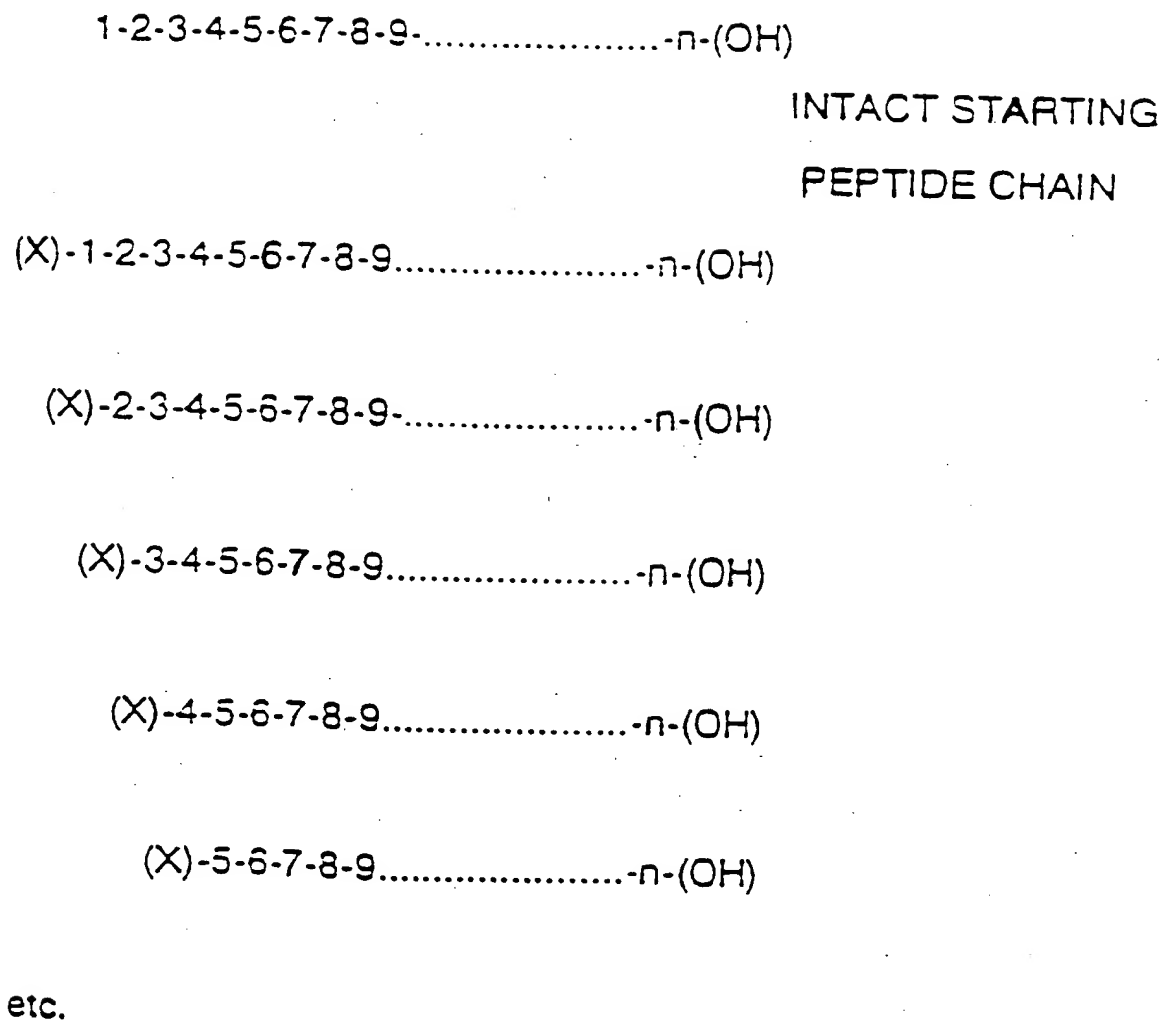 1-2-3-4-5-6-7-8-9-......................-n-(OH)
INTACT STARTING
PEPTIDE CHAIN
(X)-1-2-3-4-5-6-7-8-9.......................-n-(OH)
(X)-2-3-4-5-6-7-8-9-......................-n-(OH)
(X)-3-4-5-6-7-8-9.......................-n-(OH)
(X)-4-5-6-7-8-9.......................-n-(OH)
(X)-5-6-7-8-9.......................-n-(OH)
etc.